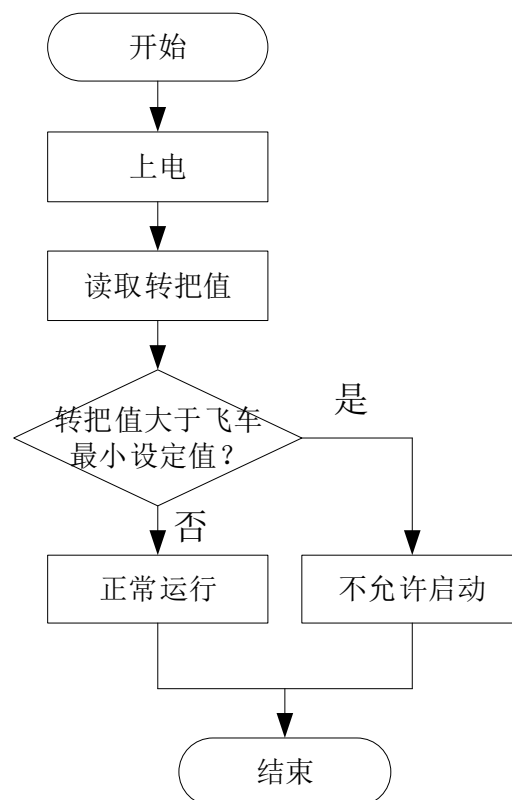 开始
上电
读取转把值
转把值大于飞车
最小设定值？
是
否
正常运行
不允许启动
结束